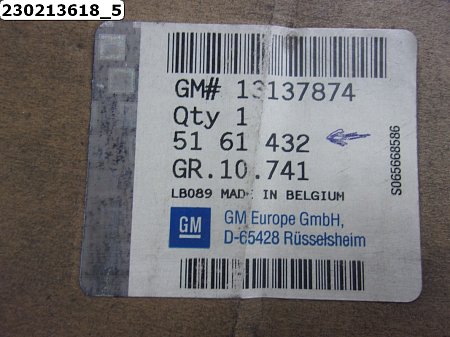 230213618_5
GM# 13137874
Qty 1
51 61 432
GR.10.741
LB089 MADE IN BELGIUM
GM
GM Europe GmbH,
D-65428 Rüsselsheim
S065668586